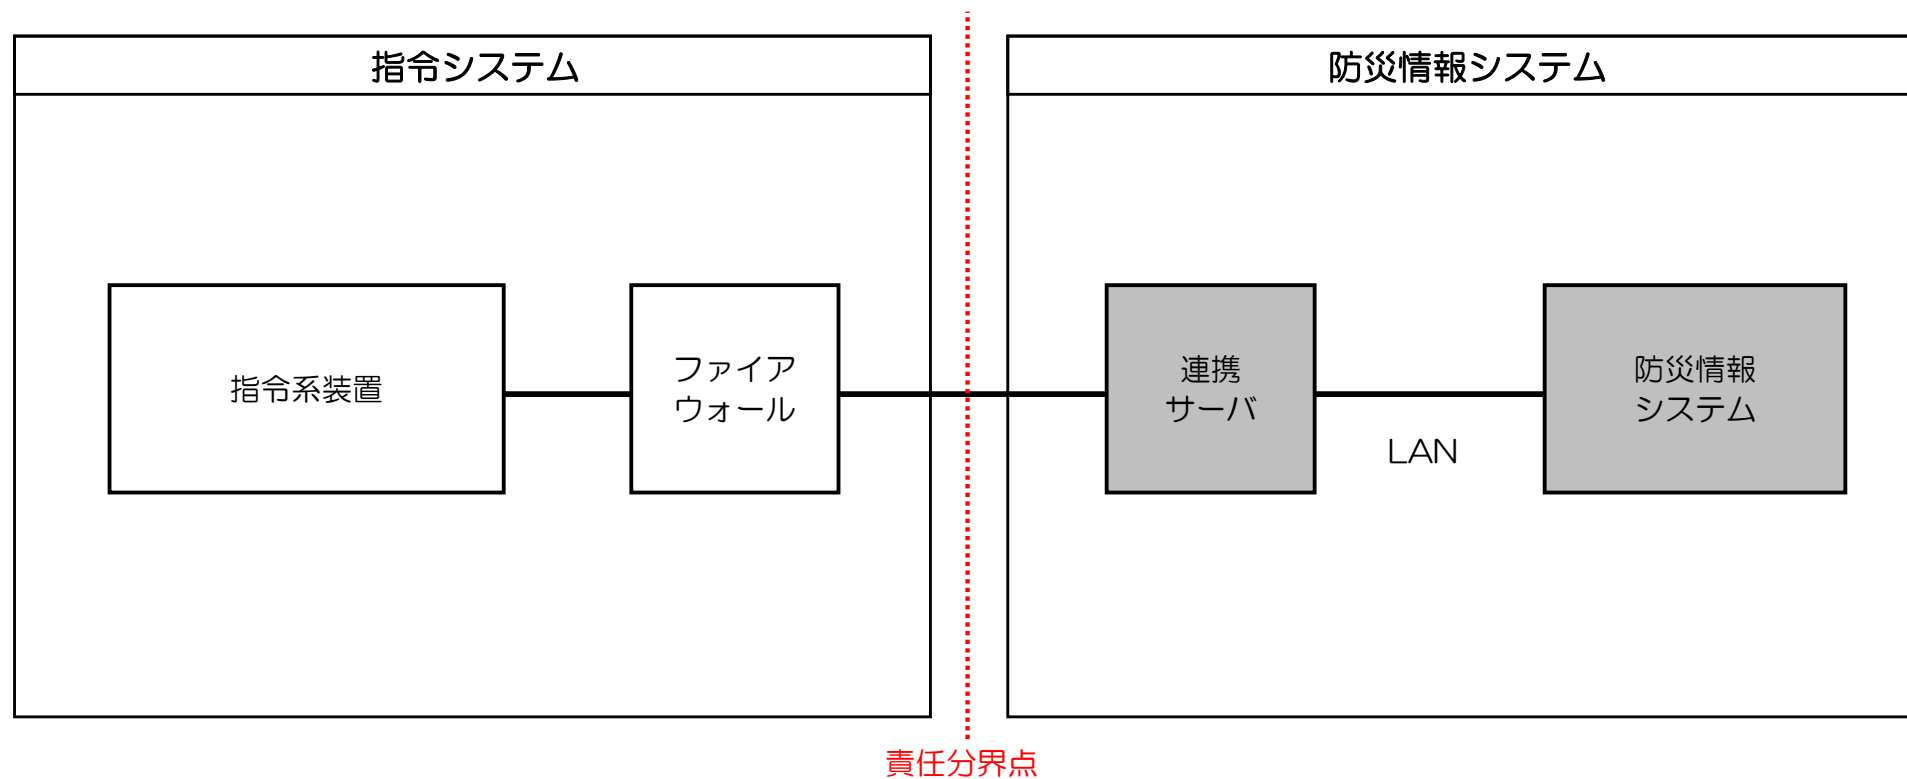 指令システム
防災情報システム
指令系装置
ファイア
ウォール
連携
サーバ
LAN
防災情報
システム
責任分界点